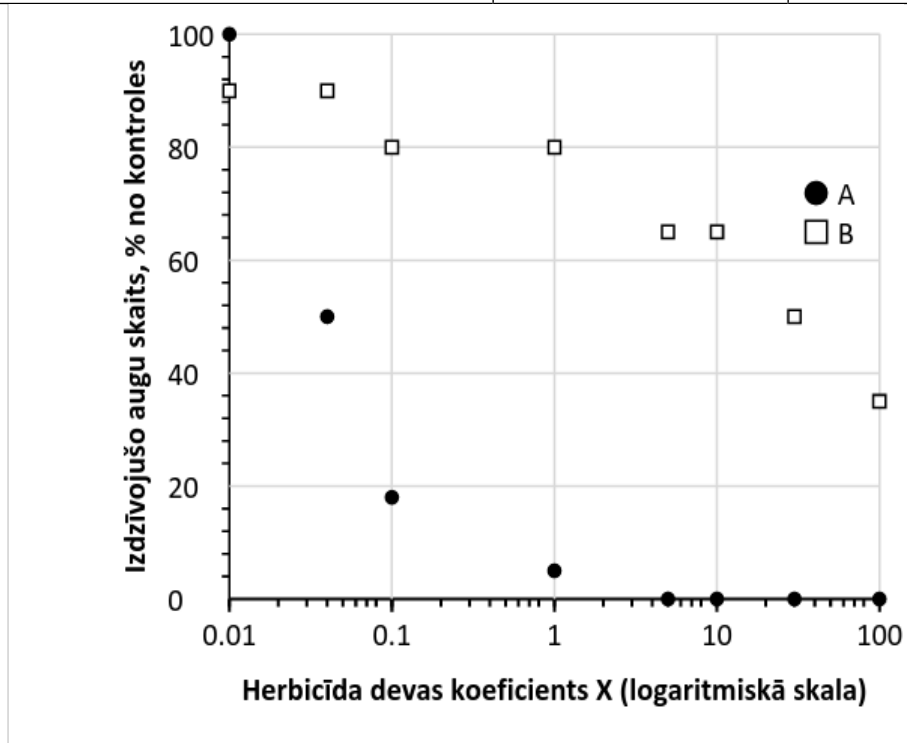 Izdzīvojušo augu skaits, % no kontroles
100
80
60
40
20
0
A
B
0.01 0.1 1 10 100
Herbicīda devas koeficients X (logaritmiskā skala)